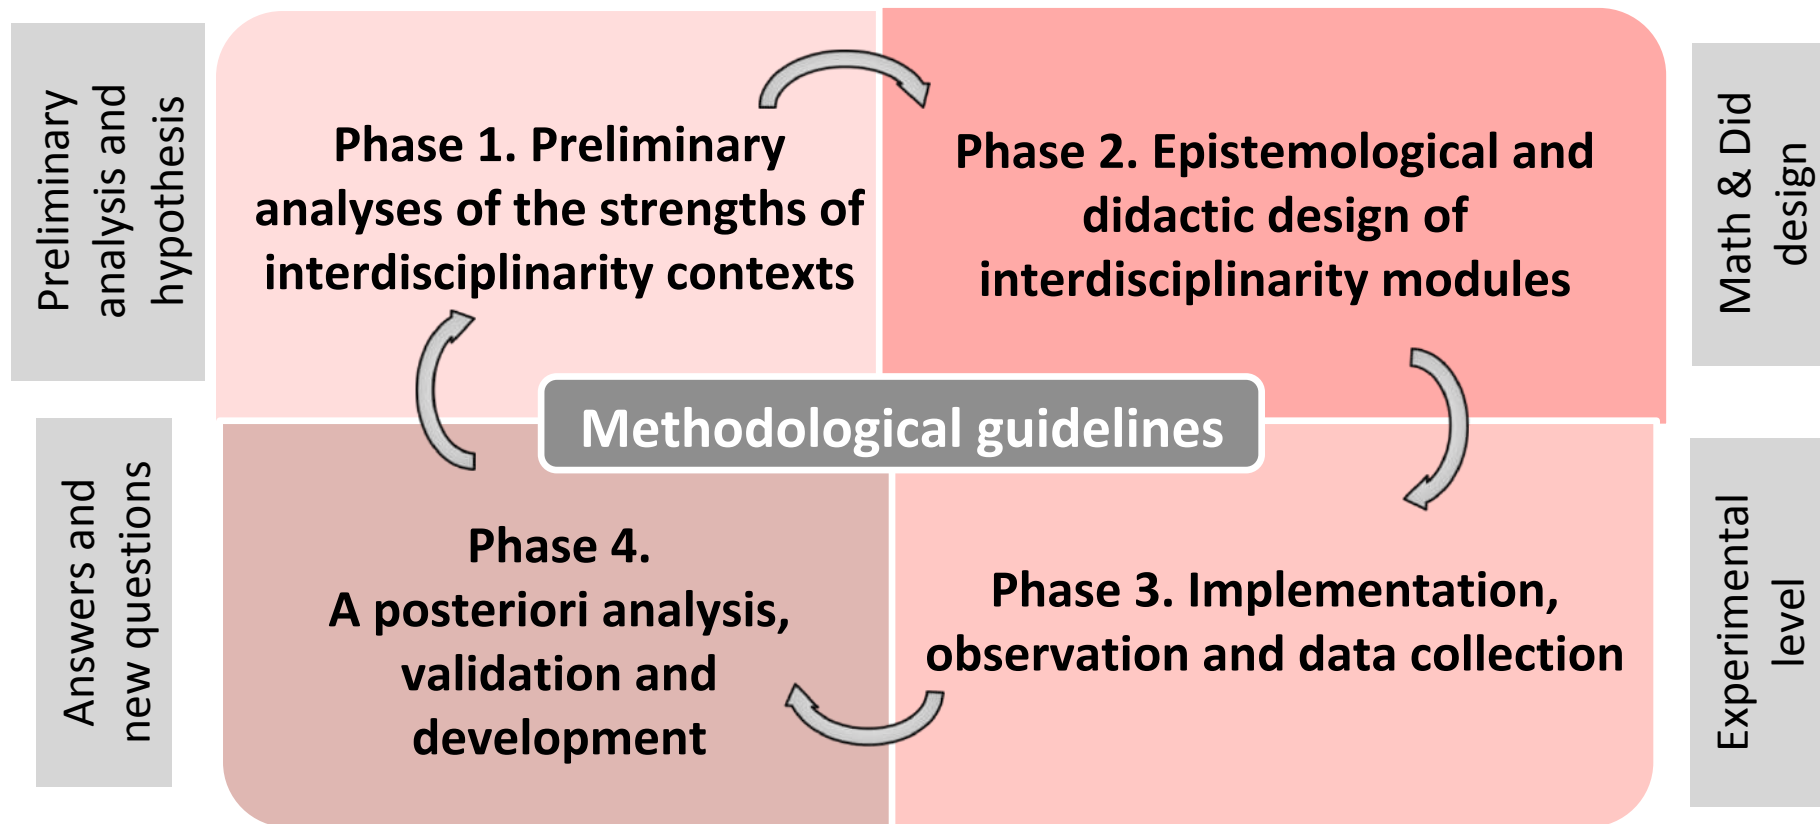 Preliminary
analysis and
hypothesis
Phase 1. Preliminary
analyses of the strengths of
interdisciplinarity contexts
Phase 2. Epistemological and
didactic design of
interdisciplinarity modules
Math & Did
design
Methodological guidelines
Answers and
new questions
Phase 4.
A posteriori analysis,
validation and
development
Phase 3. Implementation,
observation and data collection
Experimental
level